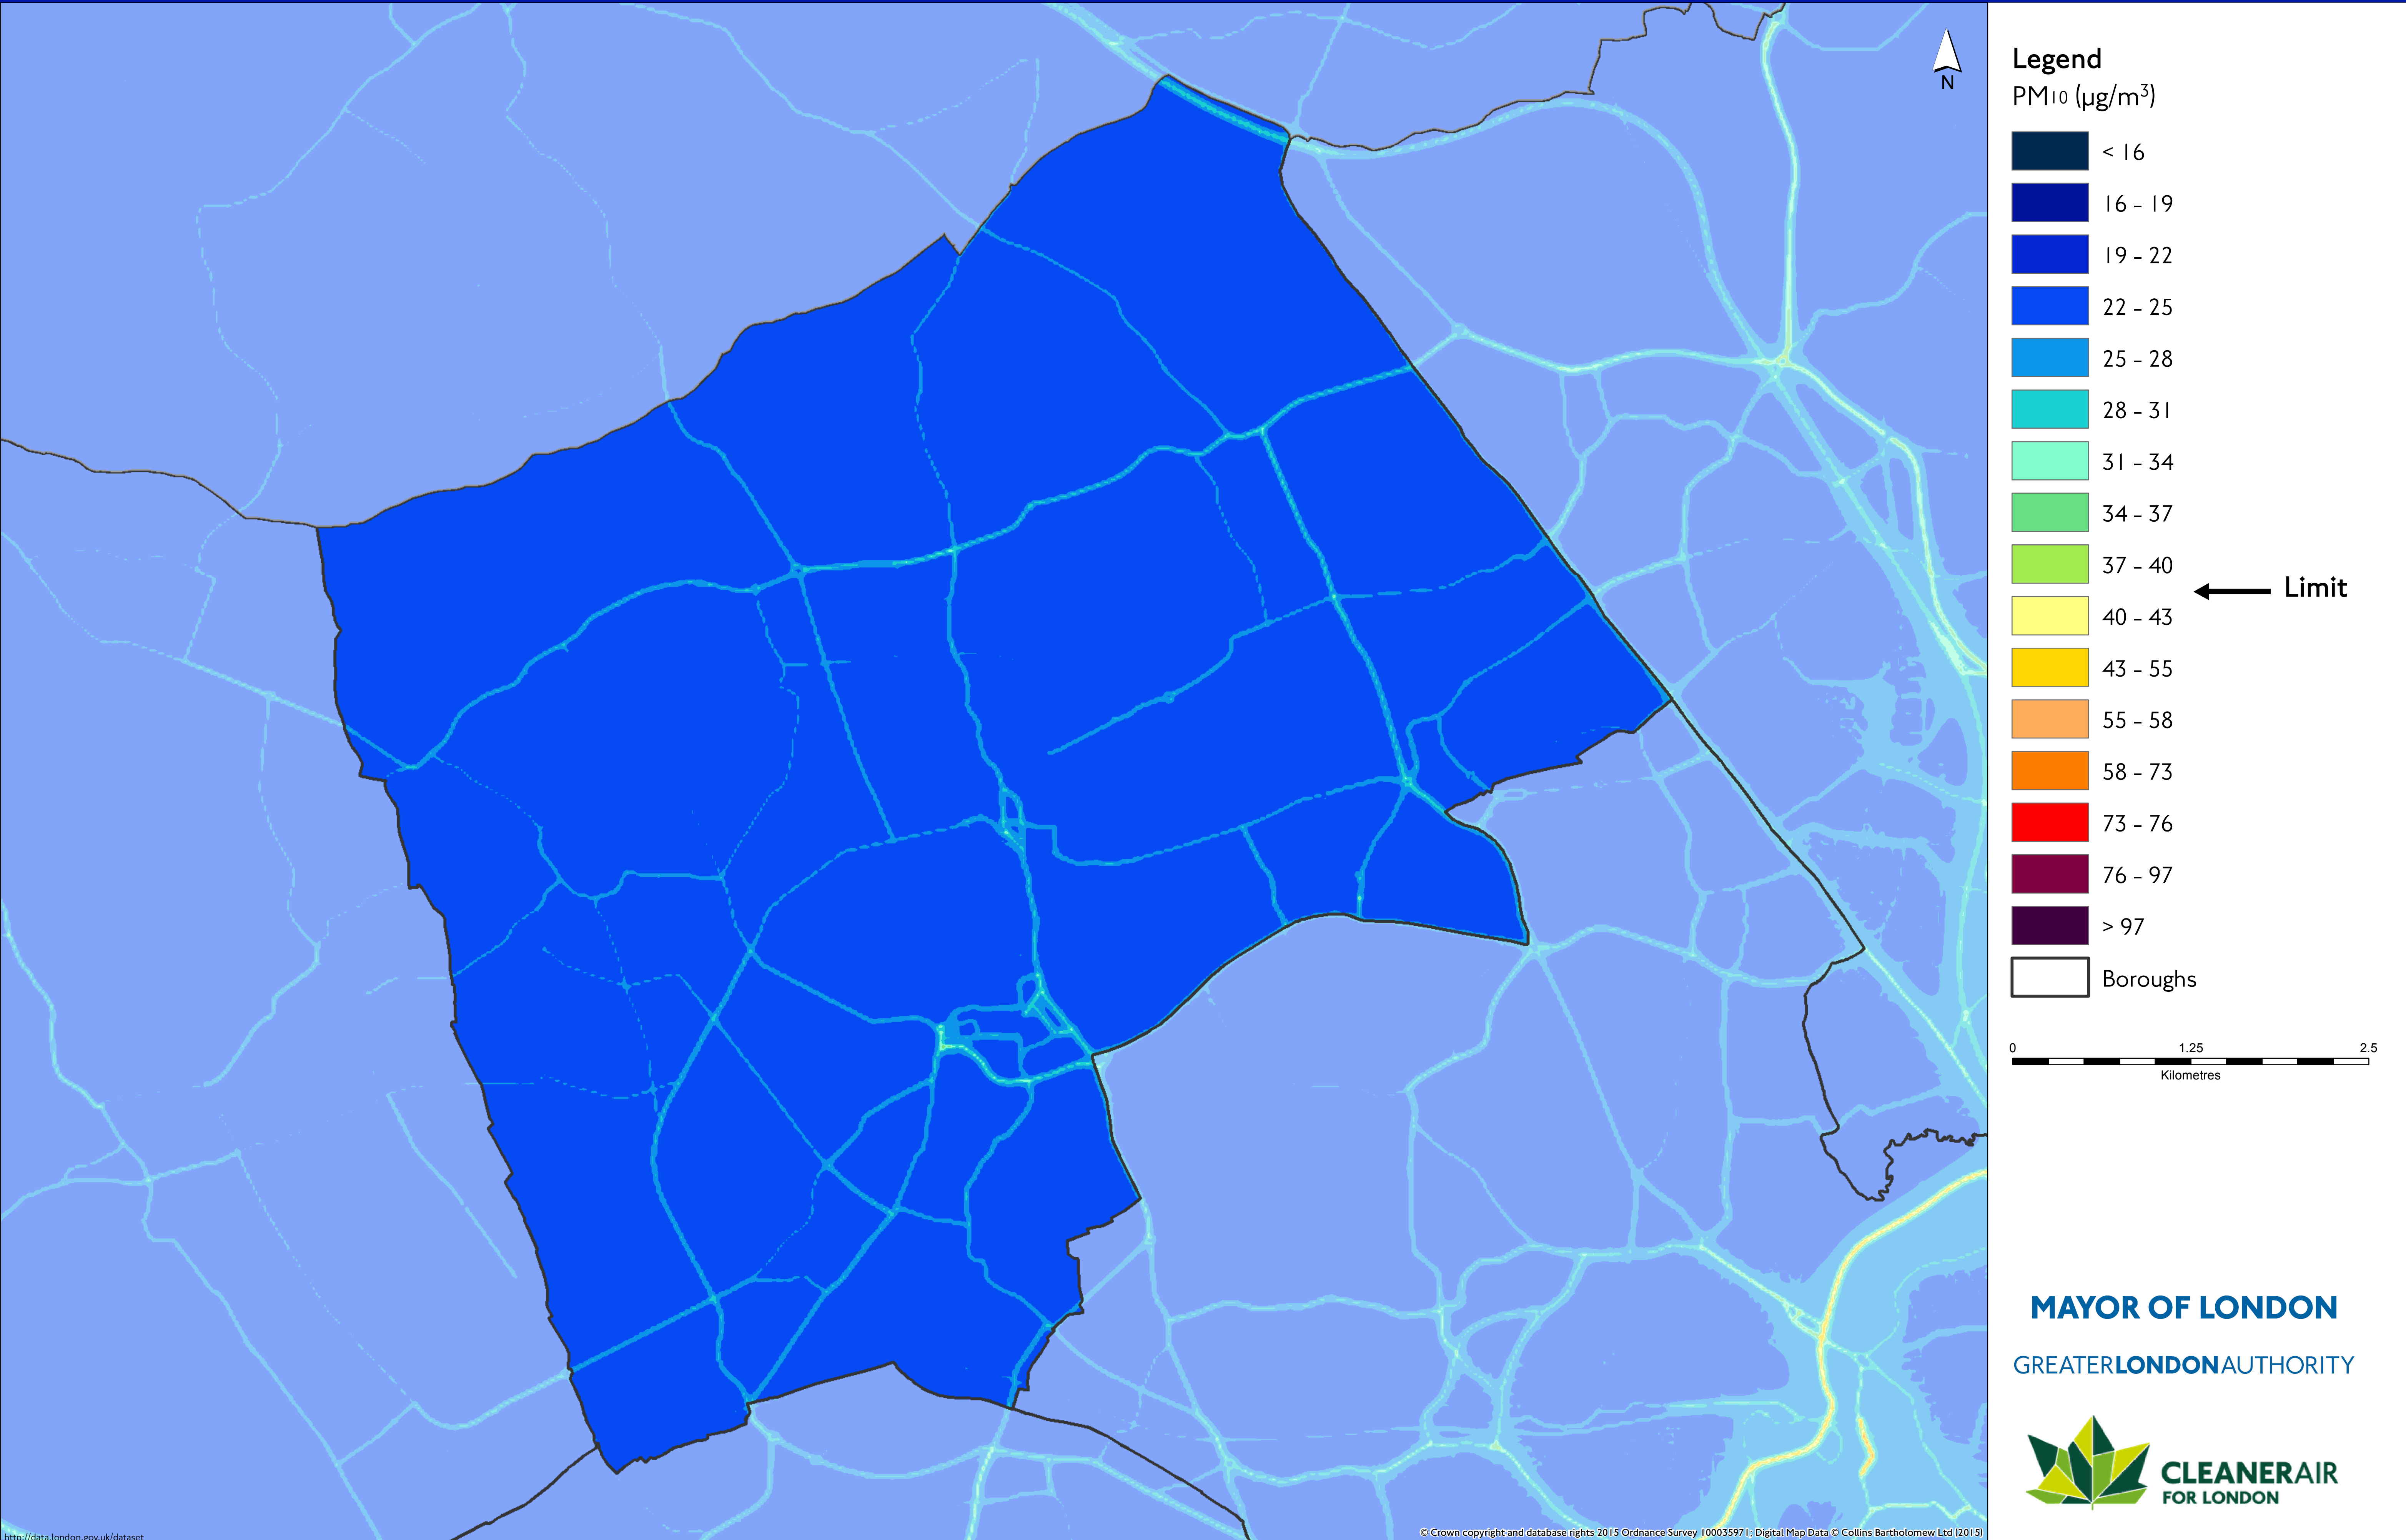 N
Legend
PM10 (µg/m³)
< 16
16 - 19
19 - 22
22 - 25
25 - 28
28 - 31
31 - 34
34 - 37
37 - 40
Limit
40 - 43
43 - 55
55 - 58
58 - 73
73 - 76
76 - 97
> 97
Boroughs
0 1.25 2.5
Kilometres
MAYOR OF LONDON
GREATERLONDONAUTHORITY
CLEANERAIR
FOR LONDON
http://data.london.gov.uk/dataset
© Crown copyright and database rights 2015 Ordnance Survey 100035971; Digital Map Data © Collins Bartholomew Ltd (2015)